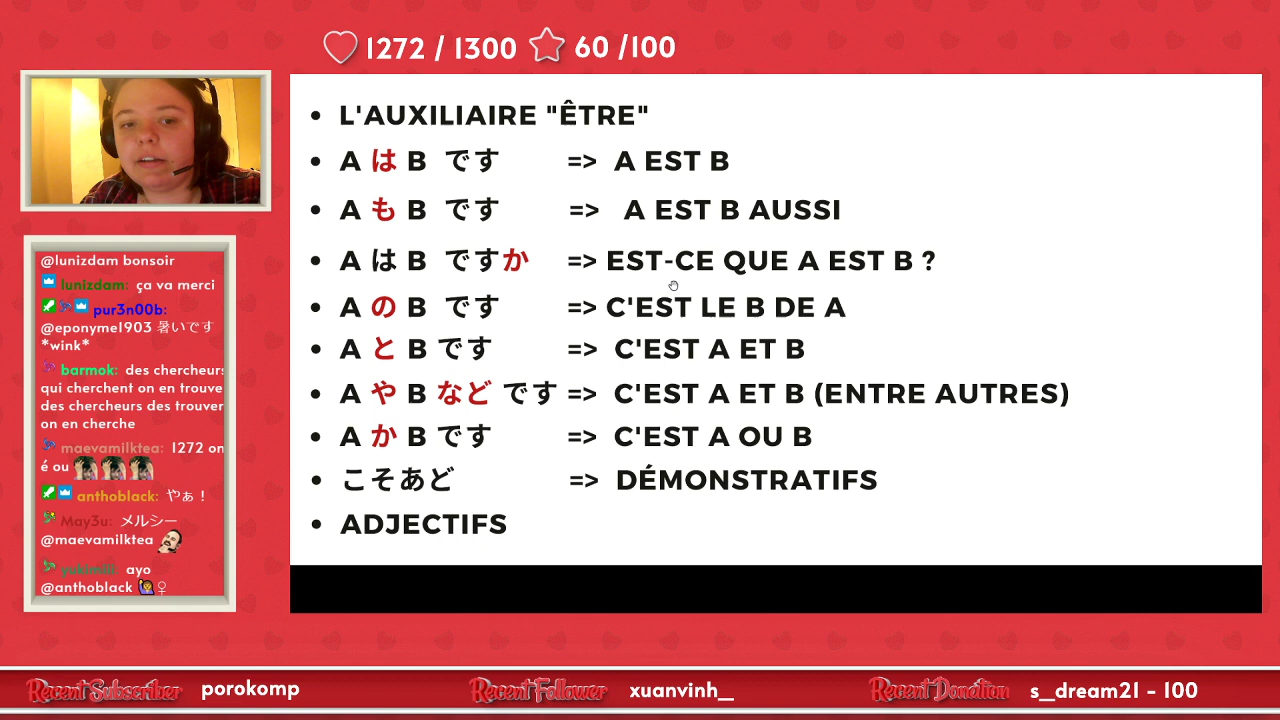 1272 / 1300 60 /100
L'AUXILIAIRE "ÊTRE"
A は B です => A EST B
A も B です => A EST B AUSSI
A は B ですか => EST-CE QUE A EST B ?
A の B です => C'EST LE B DE A
A と B です => C'EST A ET B
A や B など です => C'EST A ET B (ENTRE AUTRES)
A か B です => C'EST A OU B
こそあど => DÉMONSTRATIFS
ADJECTIFS
@lunizdam bonsoir
lunizdam: ça va merci
pur3n00b:
@eponyme1903 暑いです
*wink*
barmok: des chercheurs
qui cherchent on en trouve
des chercheurs des trouver
on en cherche
maevamilktea: 1272 on
é ou
anthoblack: やぁ！
May3u: メルシー
@maevamilktea
ayo
@anthoblack
Recent Subscriber porokomp
Recent Follower xuanvinh_
Recent Donation s_dream21 - 100